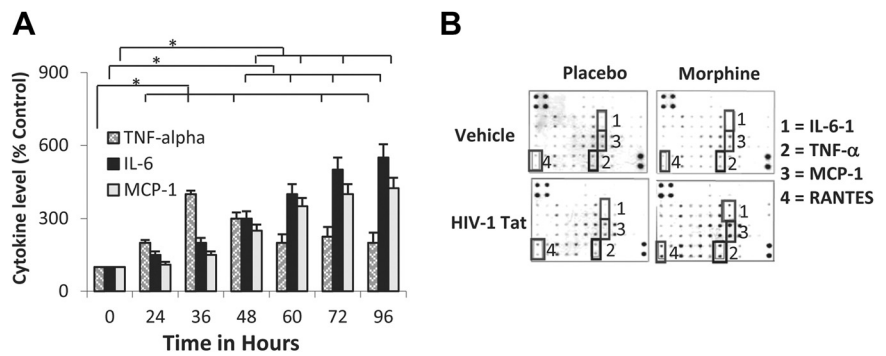 A
Cytokine level (% Control)
900
600
300
0
*
*
*
TNF-alpha
IL-6
MCP-1
0 24 36 48 60 72 96
Time in Hours
B
Placebo Morphine
Vehicle
HIV-1 Tat
1
3
4 2
1
3
4 2
1
3
4 2
1
3
4 2
1 = IL-6-1
2 = TNF-α
3 = MCP-1
4 = RANTES